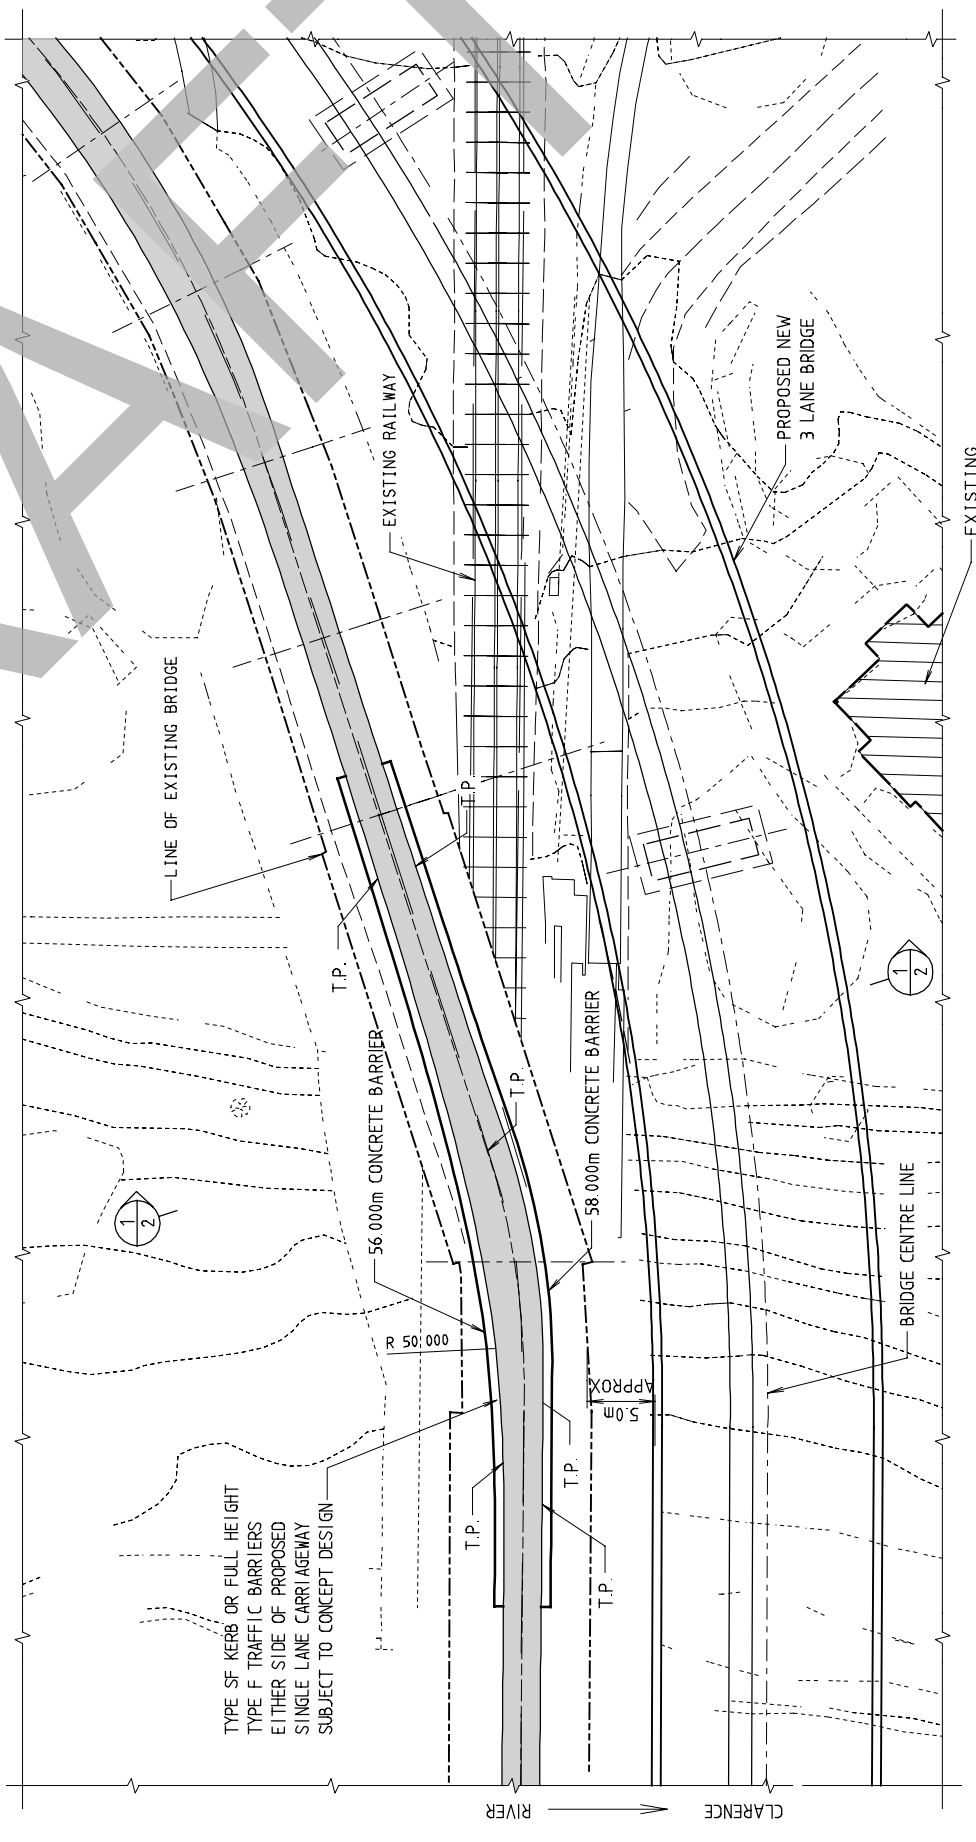 EXISTING RAILWAY
PROPOSED NEW
3 LANE BRIDGE
EXISTING
LINE OF EXISTING BRIDGE
T.P.
T.P.
56.000m CONCRETE BARRIER
T.P.
58.000m CONCRETE BARRIER
1
2
1
2
BRIDGE CENTRE LINE
R 50.000
5.0m
APPROX
TYPE SF KERB OR FULL HEIGHT
TYPE F TRAFFIC BARRIERS
EITHER SIDE OF PROPOSED
SINGLE LANE CARRIAGEWAY
SUBJECT TO CONCEPT DESIGN
T.P.
T.P.
T.P.
CLARENCE
RIVER